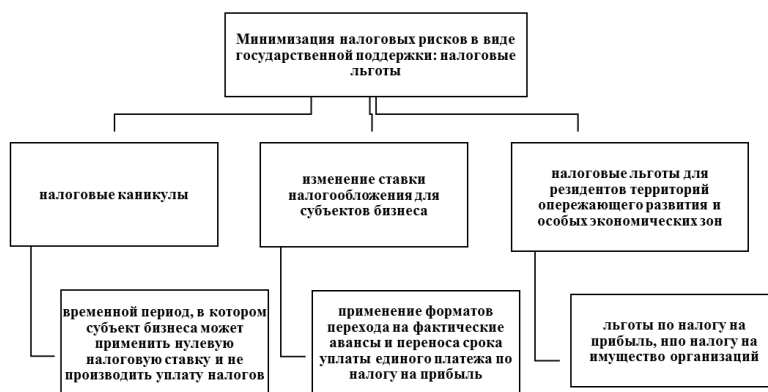 Минимизация налоговых рисков в виде
государственной поддержки: налоговые
льготы
налоговые каникулы
изменение ставки
налогообложения для
субъектов бизнеса
налоговые льготы для
резидентов территорий
опережающего развития и
особых экономических зон
временной период, в котором
субъект бизнеса может
применить нулевую
налоговую ставку и не
производить уплату налогов
применение форматов
перехода на фактические
авансы и переноса срока
уплаты единого платежа по
налогу на прибыль
льготы по налогу на
прибыль, нпо налогу на
имущество организаций